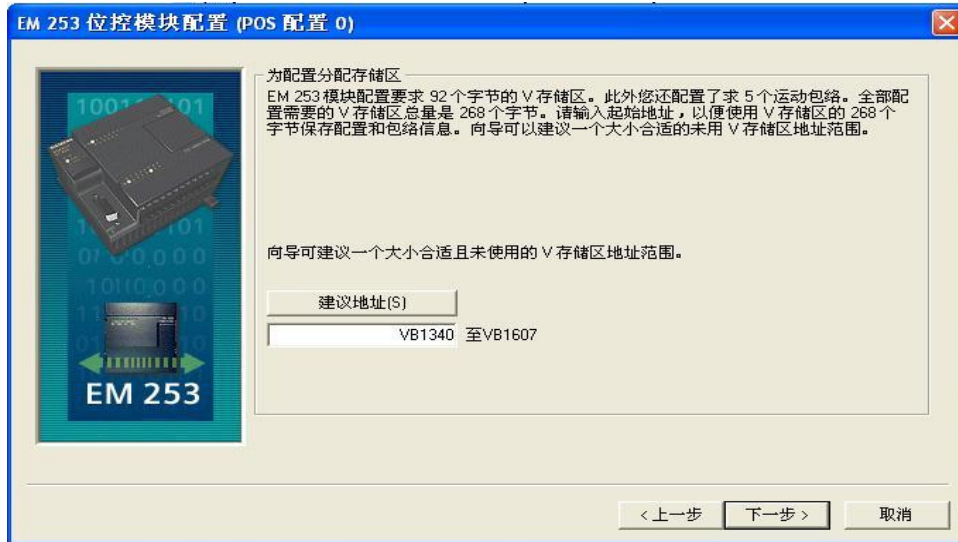 EM 253 位控模块配置 (POS 配置 0)
为配置分配存储区
EM 253 模块配置要求 92 个字节的 V 存储区。此外您还配置了求 5 个运动包络。全部配
置需要的 V 存储区总量是 268 个字节。请输入起始地址，以便使用 V 存储区的 268 个
字节保存配置和包络信息。向导可以建议一个大小合适的未用 V 存储区地址范围。
向导可建议一个大小合适且未使用的 V 存储区地址范围。
建议地址(S)
VB1340 至VB1607
EM 253
<上一步 下一步> 取消